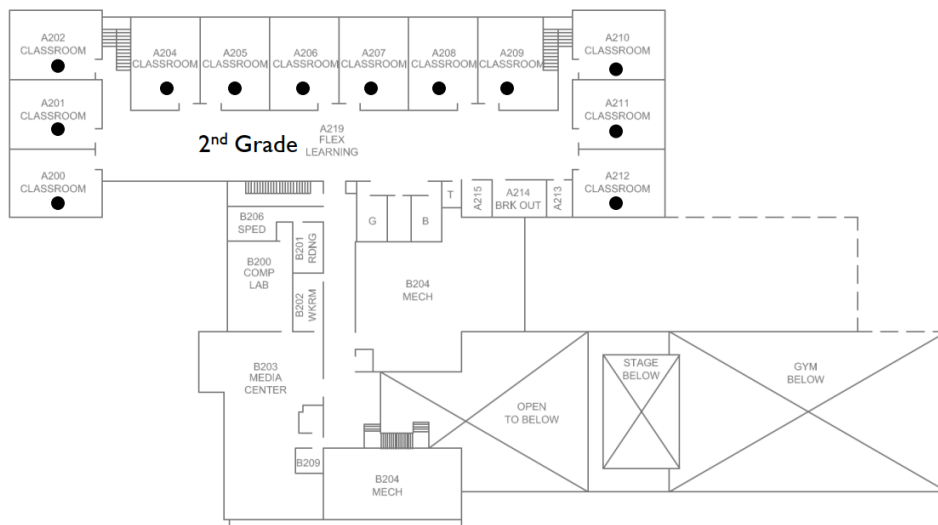 A202
CLASSROOM
A204
CLASSROOM
A205
CLASSROOM
A206
CLASSROOM
A207
CLASSROOM
A208
CLASSROOM
A209
CLASSROOM
A210
CLASSROOM
A201
CLASSROOM
A211
CLASSROOM
2nd Grade
A219
FLEX
LEARNING
A200
CLASSROOM
A212
CLASSROOM
T
A215
A214
BRK OUT
A213
B206
SPED
G
B
B201
RDNG
B200
COMP
LAB
B204
MECH
B202
WKRM
B203
MEDIA
CENTER
STAGE
BELOW
GYM
BELOW
OPEN
TO BELOW
B209
B204
MECH